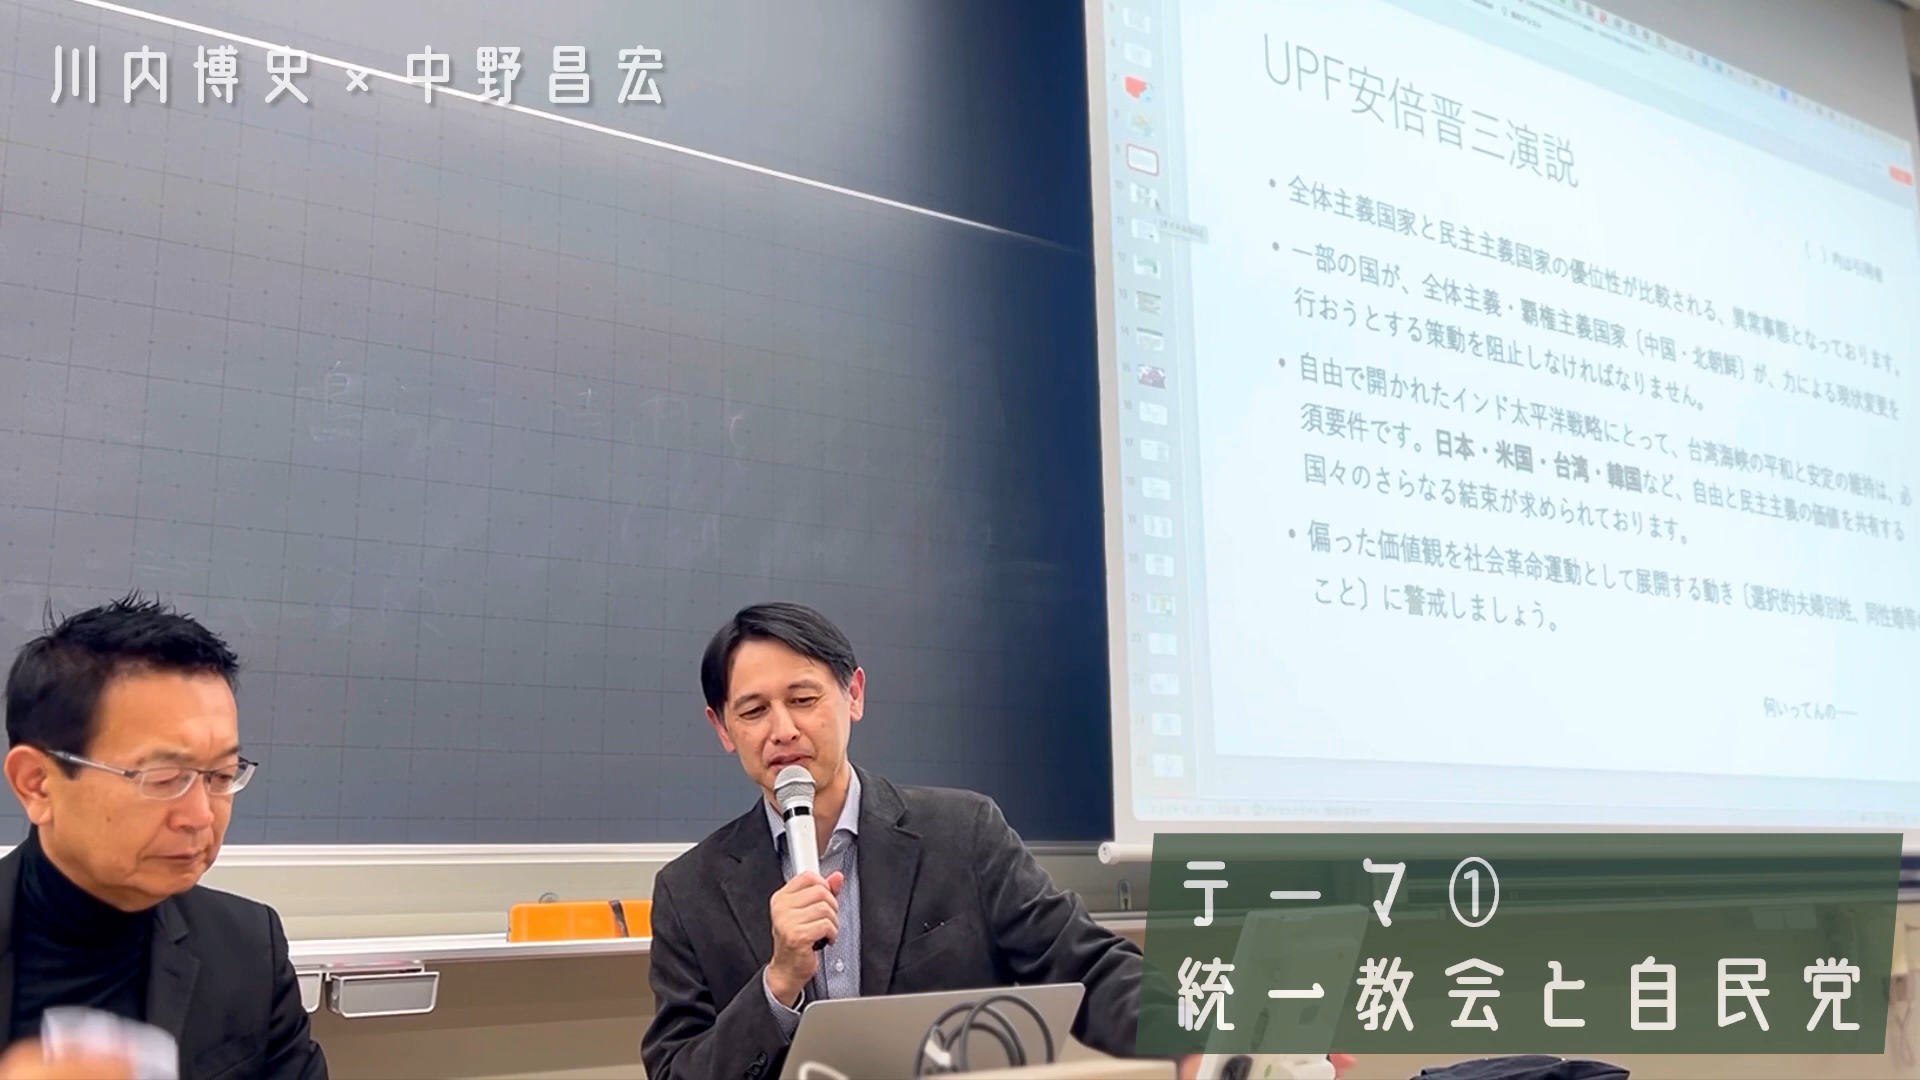 川内博史×中野昌宏
UPF安倍晋三演説
( )内は引用者
• 全体主義国家と民主主義国家の優位性が比較される、異常事態となっております。
• 一部の国が、全体主義・覇権主義国家〔中国・北朝鮮〕が、力による現状変更を
行おうとする策動を阻止しなければなりません。
• 自由で開かれたインド太平洋戦略にとって、台湾海峡の平和と安定の維持は、必
須要件です。日本・米国・台湾・韓国など、自由と民主主義の価値を共有する
国々のさらなる結束が求められております。
• 偏った価値観を社会革命運動として展開する動き〔選択的夫婦別姓、同性婚等の
こと〕に警戒しましょう。
何いってんの……
テーマ①
統一教会と自民党